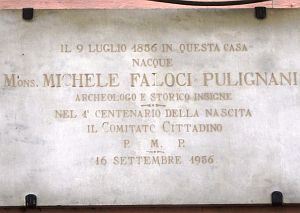 IL 9 LUGLIO 1856 IN QUESTA CASA
NACQUE
Mons. MICHELE FALOCI PULIGNANI
ARCHEOLOGO E STORICO INSIGNE
NEL 1° CENTENARIO DELLA NASCITA
IL COMITATO CITTADINO
P. M. P.
16 SETTEMBRE 1956